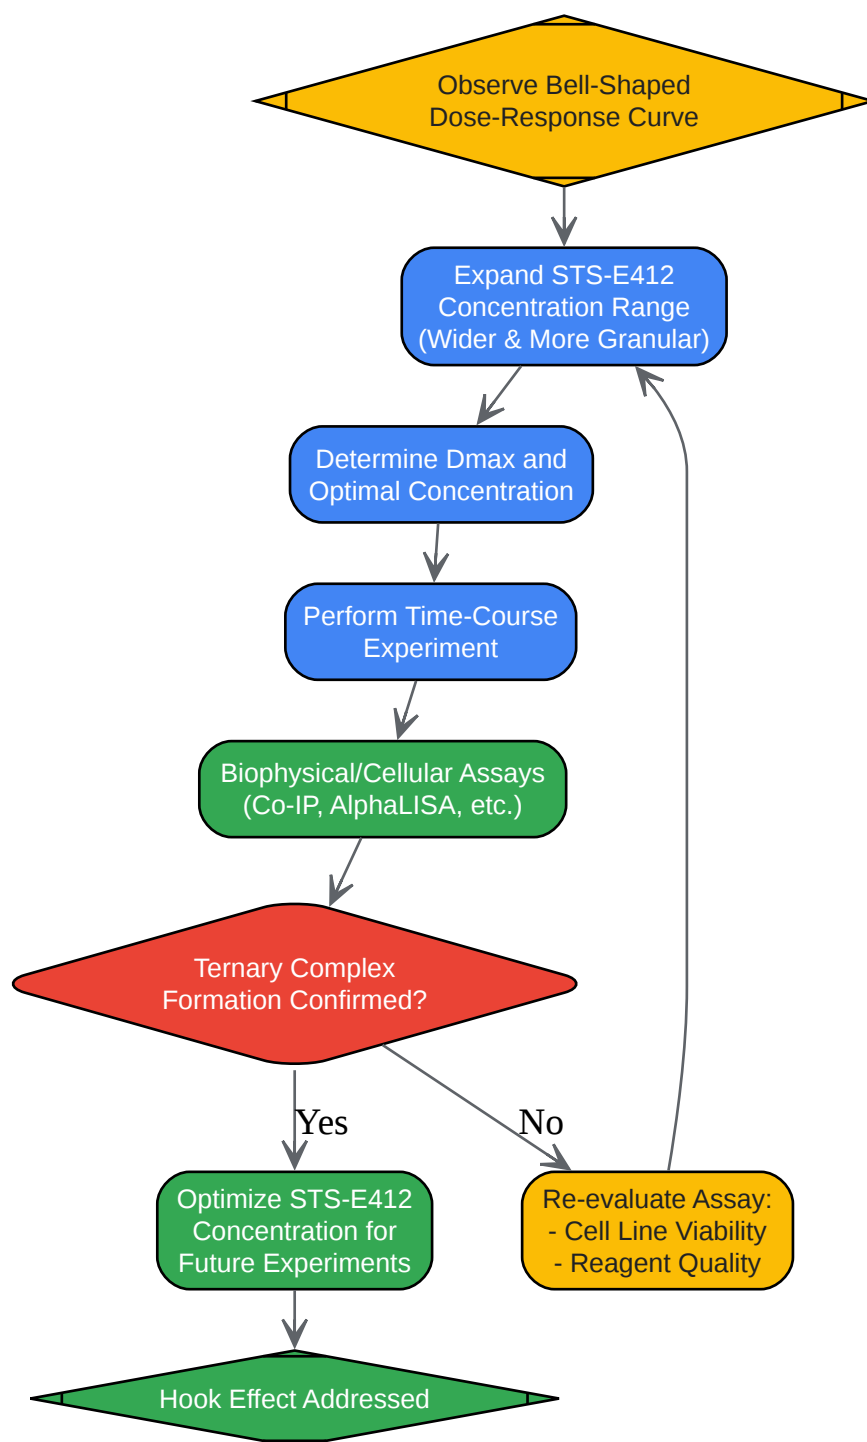 Observe Bell-Shaped
Dose-Response Curve
Expand STS-E412
Concentration Range
(Wider & More Granular)
Determine Dmax and
Optimal Concentration
Perform Time-Course
Experiment
Biophysical/Cellular Assays
(Co-IP, AlphaLISA, etc.)
Ternary Complex
Formation Confirmed?
Yes
No
Optimize STS-E412
Concentration for
Future Experiments
Re-evaluate Assay:
- Cell Line Viability
- Reagent Quality
Hook Effect Addressed